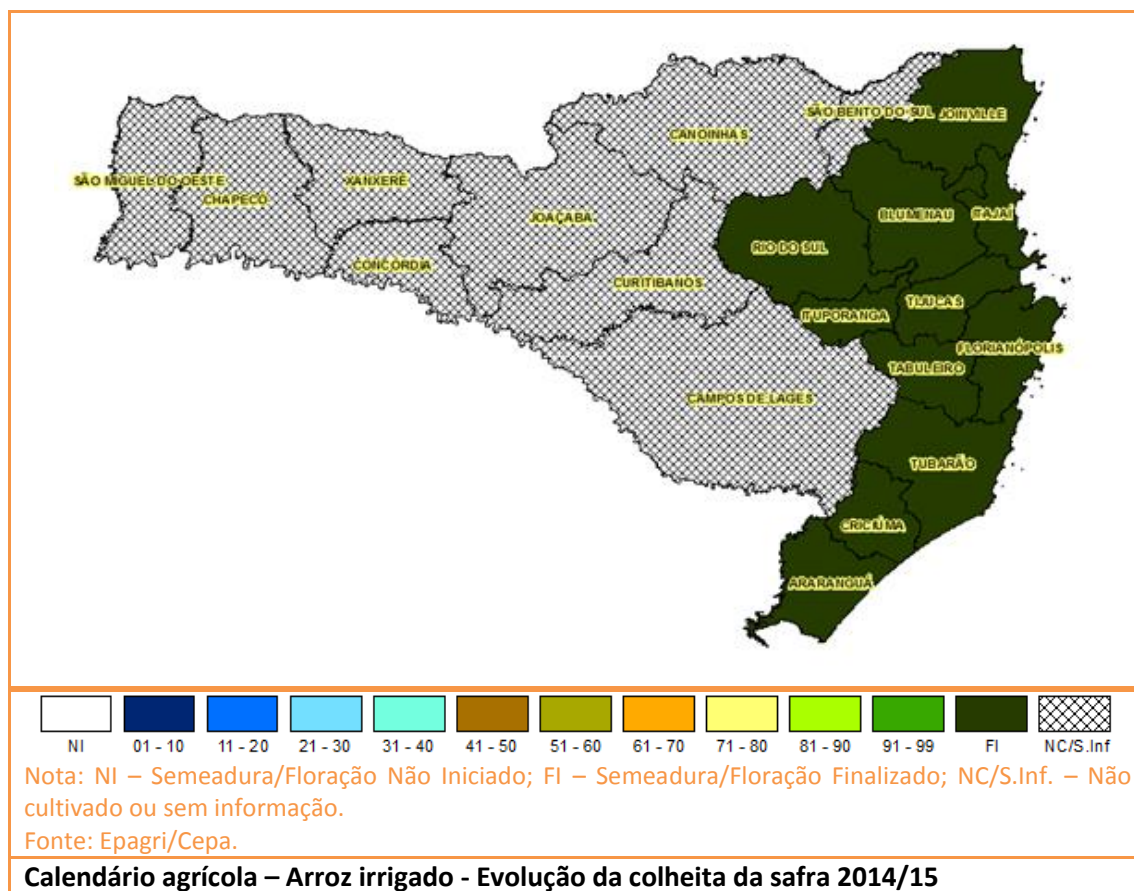 SÃO BENTO DO SUL
JOINVILLE
CANOINHAS
SÃO MIGUEL DO OESTE
XANXERÊ
CHAPECÓ
JOAÇABA
BLUMENAU
ITAJAÍ
RIO DO SUL
CONCÓRDIA
CURITIBANOS
TIJUCAS
ITUPORANGA
FLORIANÓPOLIS
TABULEIRO
CAMPOS DE LAGES
TUBARÃO
CRICIÚMA
ARARANGUÁ
NI 01 - 10 11 - 20 21 - 30 31 - 40 41 - 50 51 - 60 61 - 70 71 - 80 81 - 90 91 - 99 FI NC/S.Inf
Nota: NI – Semeadura/Floração Não Iniciado; FI – Semeadura/Floração Finalizado; NC/S.Inf. – Não
cultivado ou sem informação.
Fonte: Epagri/Cepa.
Calendário agrícola – Arroz irrigado - Evolução da colheita da safra 2014/15